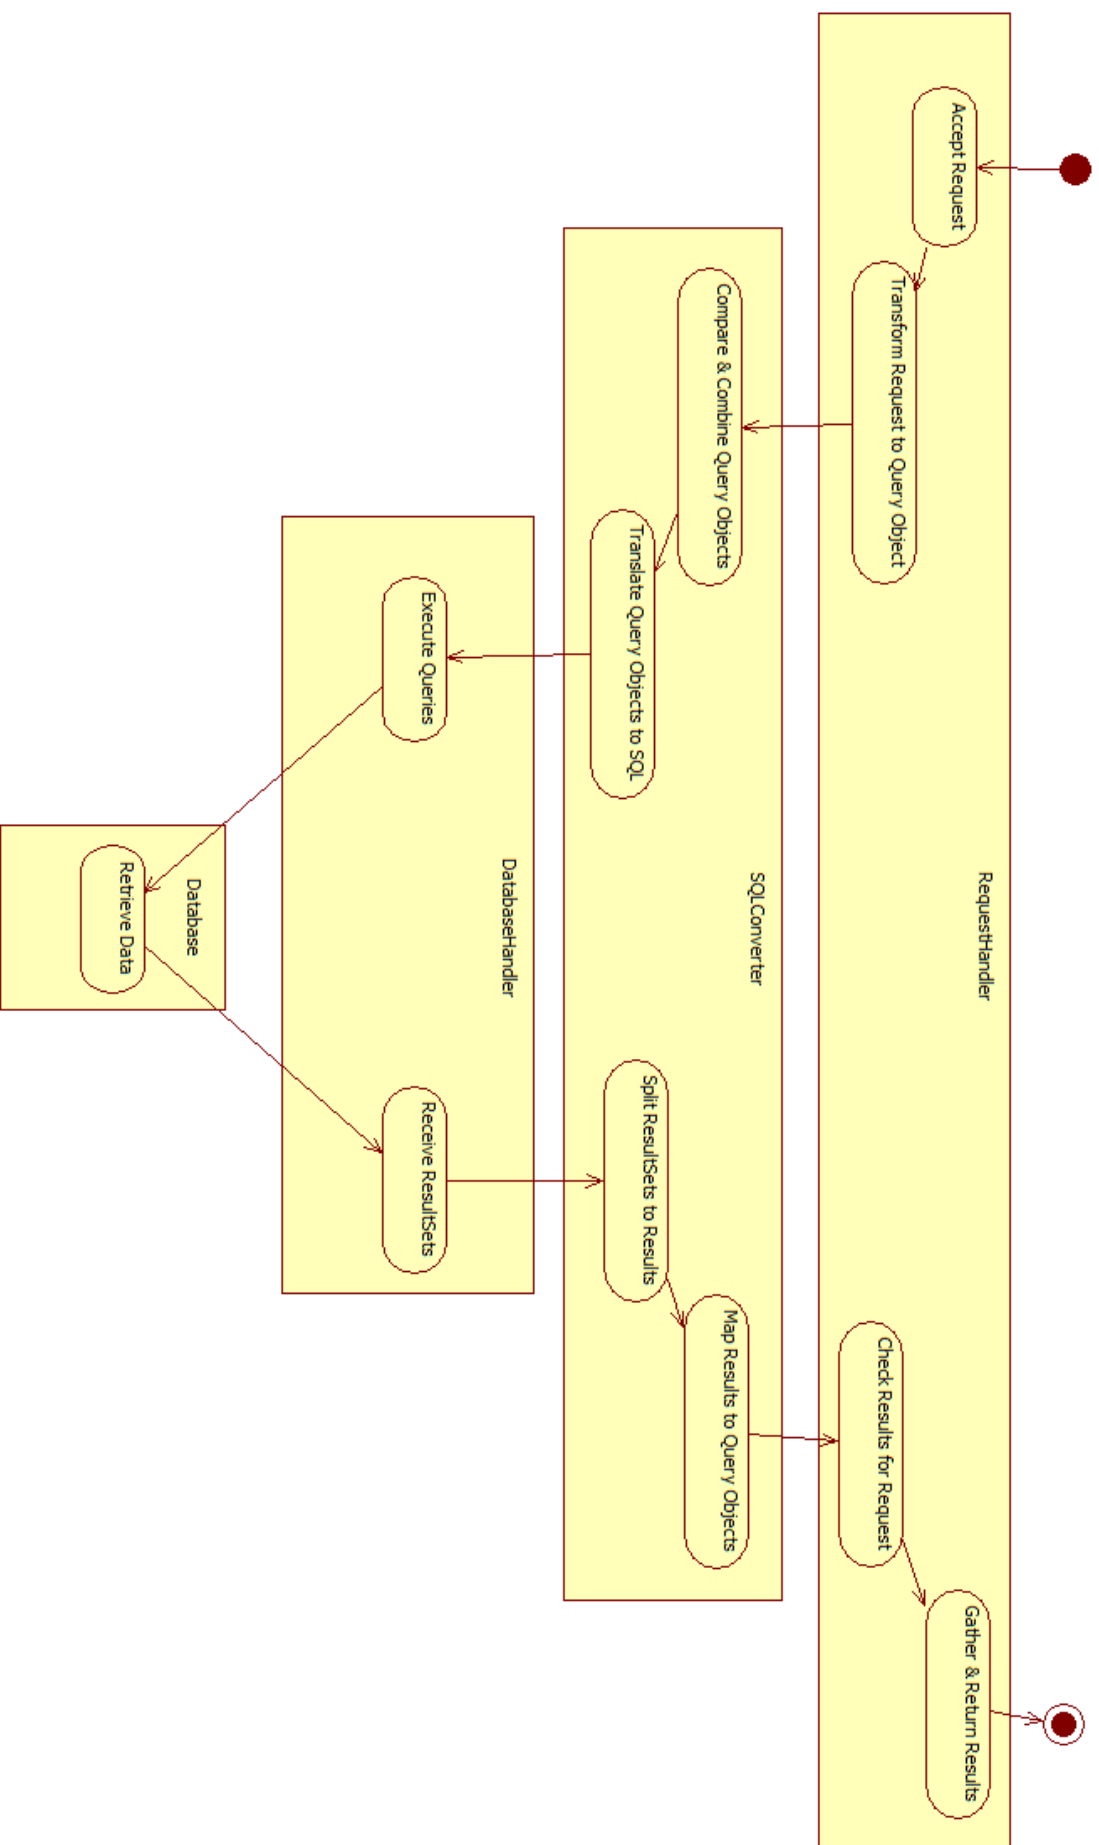 RequestHandler
Accept Request
Transform Request to Query Object
Check Results for Request
Gather & Return Results
SQLConverter
Compare & Combine Query Objects
Translate Query Objects to SQL
Split ResultSets to Results
Map Results to Query Objects
DatabaseHandler
Execute Queries
Receive ResultSets
Database
Retrieve Data